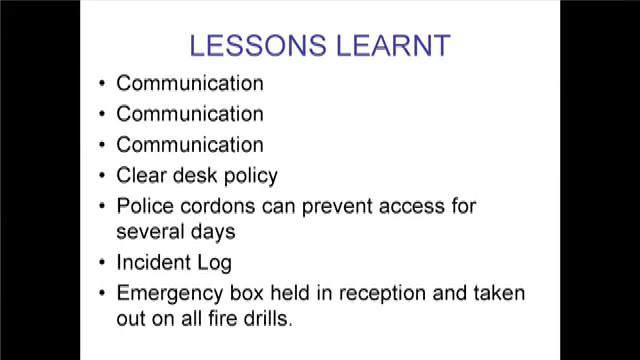 LESSONS LEARNT
• Communication
• Communication
• Communication
• Clear desk policy
• Police cordons can prevent access for
several days
• Incident Log
• Emergency box held in reception and taken
out on all fire drills.